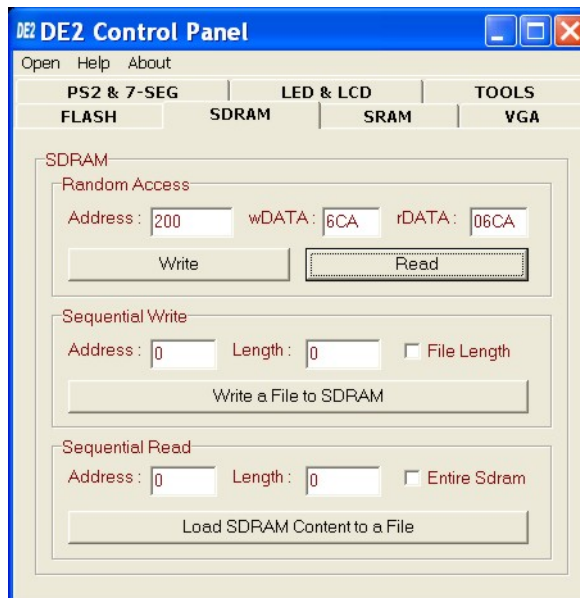 DE2 DE2 Control Panel
Open Help About
PS2 & 7-SEG LED & LCD TOOLS
FLASH SDRAM SRAM VGA
SDRAM
Random Access
Address : 200 wDATA : 6CA rDATA : 06CA
Write Read
Sequential Write
Address : 0 Length : 0 File Length
Write a File to SDRAM
Sequential Read
Address : 0 Length : 0 Entire Sdram
Load SDRAM Content to a File